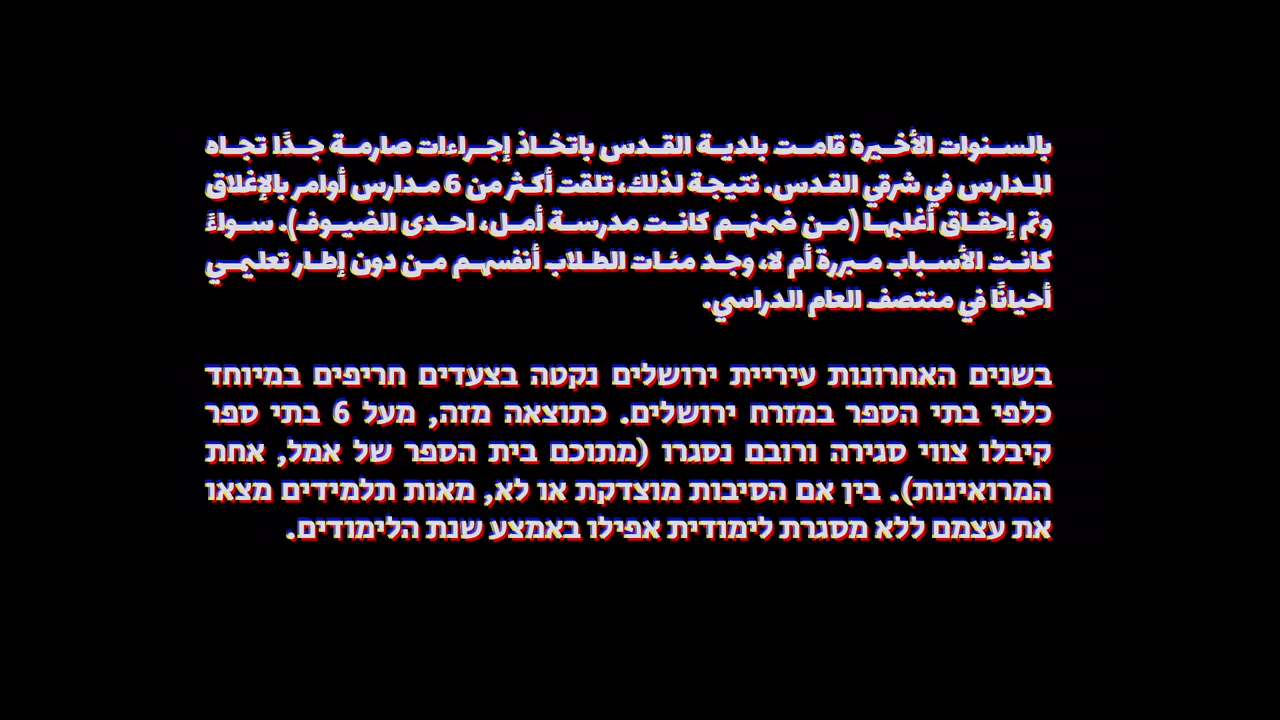 بالسنوات الأخيرة قامت بلدية القدس باتخاذ إجراءات صارمة جدًا تجاه
المدارس في شرقي القدس. نتيجة لذلك، تلقت أكثر من 6 مدارس أوامر بالإغلاق
وتم إحقاق أغليها (من ضمنهم كانت مدرسة أمل، احدى الضيوف). سواءً
كانت الأسباب مبررة أم لا، وجد مئات الطلاب أنفسهم من دون إطار تعليمي
أحيانًا في منتصف العام الدراسي.
בשנים האחרונות עיריית ירושלים נקטה בצעדים חריפים במיוחד
כלפי בתי הספר במזרח ירושלים. כתוצאה מזה, מעל 6 בתי ספר
קיבלו צווי סגירה ורובם נסגרו (מתוכם בית הספר של אמל, אחת
המרואינות). בין אם הסיבות מוצדקת או לא, מאות תלמידים מצאו
את עצמם ללא מסגרת לימודית אפילו באמצע שנת הלימודים.